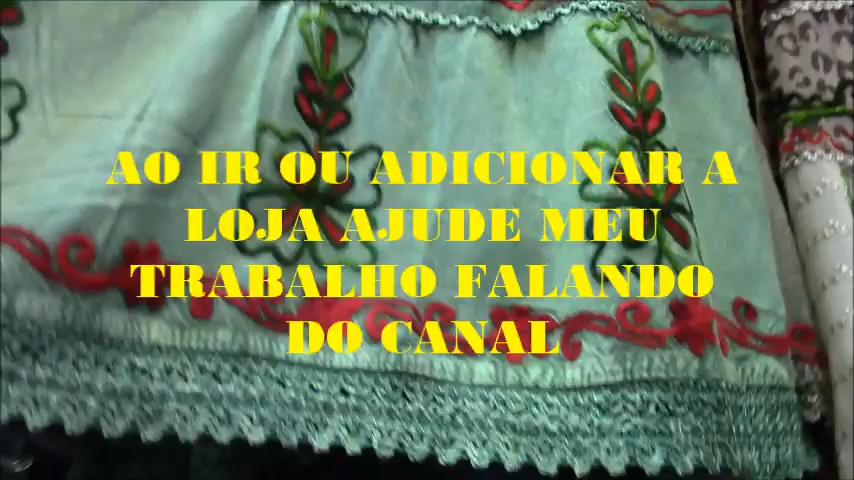 AO IR OU ADICIONAR A
LOJA AJUDE MEU
TRABALHO FALANDO
DO CANAL